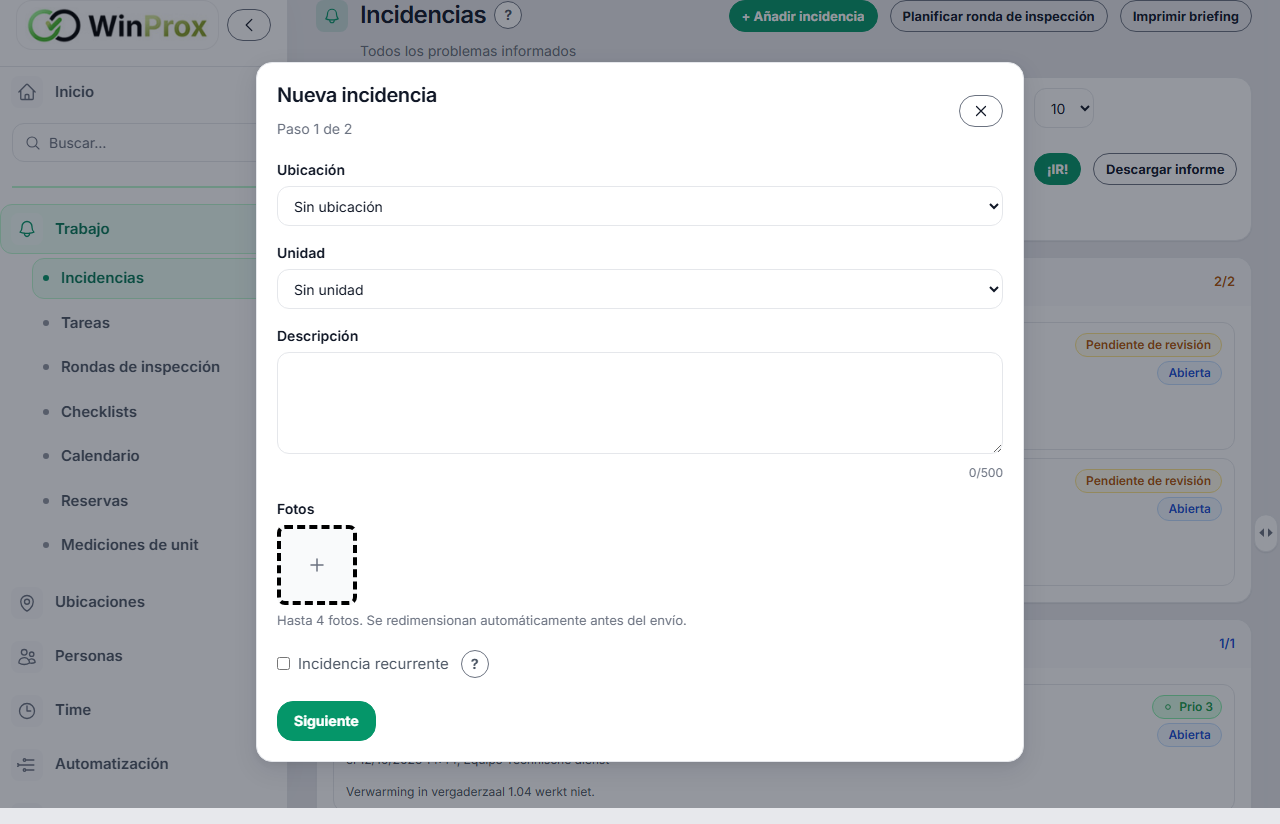 WinProx
Incidencias ?
+ Añadir incidencia
Planificar ronda de inspección
Imprimir briefing
Todos los problemas informados
Inicio
Buscar...
Trabajo
Incidencias
Tareas
Rondas de inspección
Checklists
Calendario
Reservas
Mediciones de unit
Ubicaciones
Personas
Time
Automatización
Nueva incidencia
Paso 1 de 2
Ubicación
Sin ubicación
Unidad
Sin unidad
Descripción
0/500
Fotos
+
Hasta 4 fotos. Se redimensionan automáticamente antes del envío.
Incidencia recurrente ?
Siguiente
10
¡IR!
Descargar informe
2/2
Pendiente de revisión
Abierta
Pendiente de revisión
Abierta
1/1
Prio 3
Abierta
Verwarming in vergaderzaal 1.04 werkt niet.